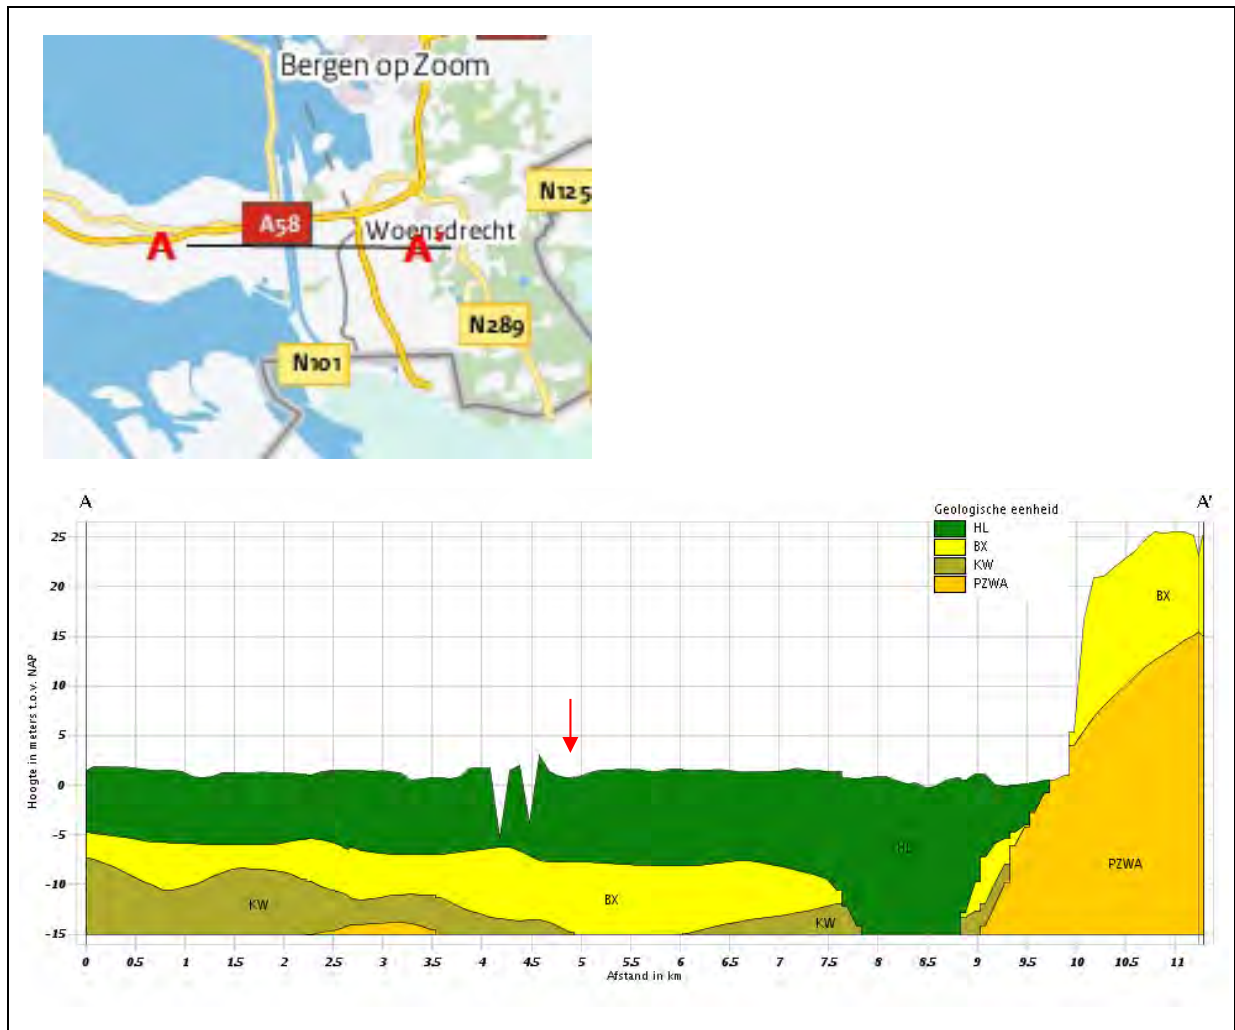 Bergen op Zoom
N125
A58
Woensdrecht
A
A'
N289
N101
A
A'
Geologische eenheid
HL
BX
KW
PZWA
Hoogte in meters t.o.v. NAP
25
20
15
10
5
0
-5
-10
-15
BX
HL
PZWA
BX
KW
KW
0 0.5 1 1.5 2 2.5 3 3.5 4 4.5 5 5.5 6 6.5 7 7.5 8 8.5 9 9.5 10 10.5 11
Afstand in km